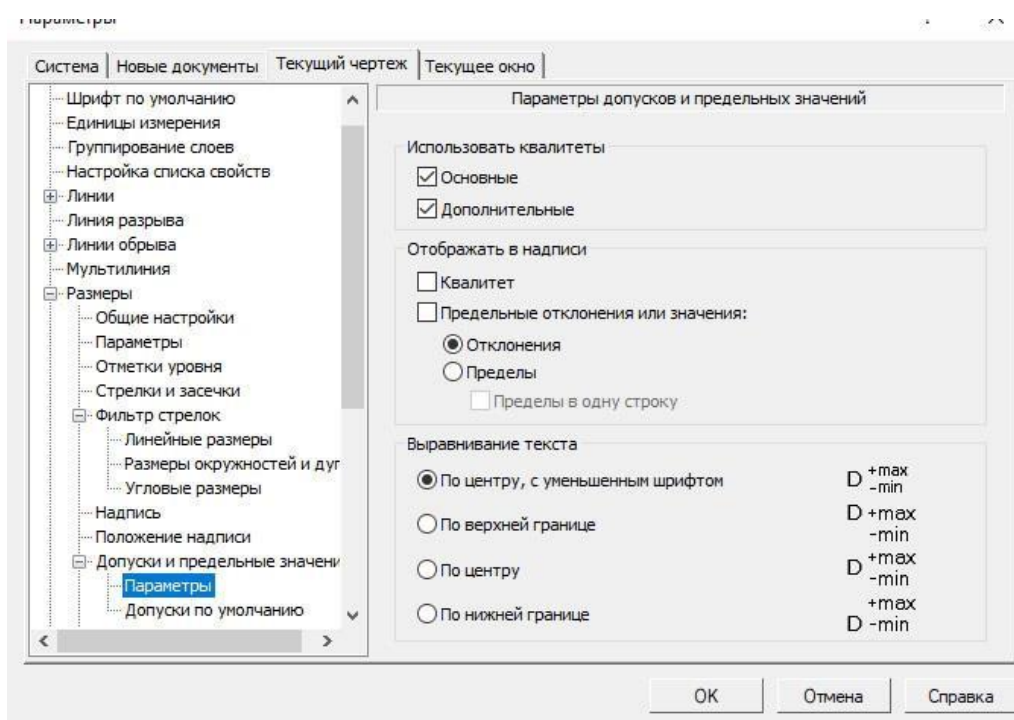 Параметры
Система Новые документы Текущий чертеж Текущее окно
Шрифт по умолчанию
Единицы измерения
Группирование слоев
Настройка списка свойств
Линии
Линия разрыва
Линии обрыва
Мультилиния
Размеры
Общие настройки
Параметры
Отметки уровня
Стрелки и засечки
Фильтр стрелок
Линейные размеры
Размеры окружностей и дуг
Угловые размеры
Надпись
Положение надписи
Допуски и предельные значени
Параметры
Допуски по умолчанию
Параметры допусков и предельных значений
Использовать квалитеты
Основные
Дополнительные
Отображать в надписи
Квалитет
Предельные отклонения или значения:
Отклонения
Пределы
Пределы в одну строку
Выравнивание текста
По центру, с уменьшенным шрифтом D +max
-min
По верхней границе D +max
-min
По центру D +max
-min
По нижней границе +max
D -min
OK Отмена Справка